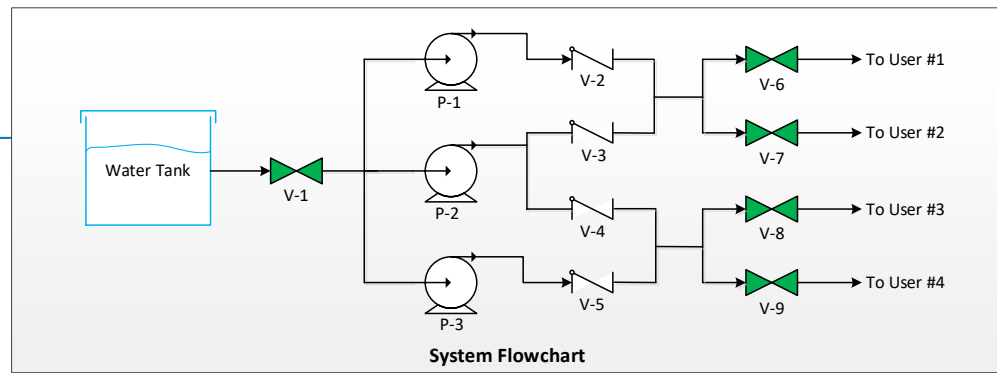 To User #1
V-2
V-6
P-1
To User #2
V-3
V-7
Water Tank
V-1
P-2
To User #3
V-4
V-8
To User #4
V-5
V-9
P-3
System Flowchart